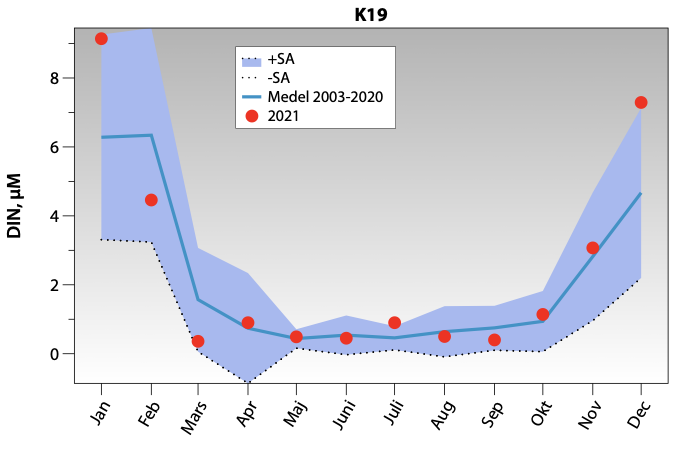 K19
+SA
-SA
Medel 2003-2020
2021
DIN, µM
8
6
4
2
0
Jan
Feb
Mars
Apr
Maj
Juni
Juli
Aug
Sep
Okt
Nov
Dec